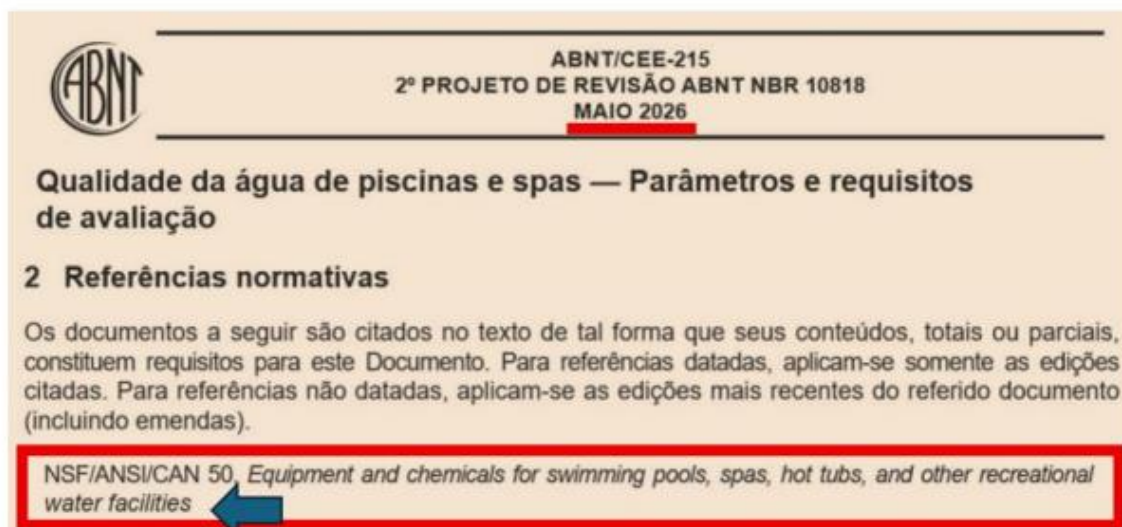 ABNT
ABNT/CEE-215
2º PROJETO DE REVISÃO ABNT NBR 10818
MAIO 2026
Qualidade da água de piscinas e spas — Parâmetros e requisitos
de avaliação
2 Referências normativas
Os documentos a seguir são citados no texto de tal forma que seus conteúdos, totais ou parciais,
constituem requisitos para este Documento. Para referências datadas, aplicam-se somente as edições
citadas. Para referências não datadas, aplicam-se as edições mais recentes do referido documento
(incluindo emendas).
NSF/ANSI/CAN 50, Equipment and chemicals for swimming pools, spas, hot tubs, and other recreational
water facilities